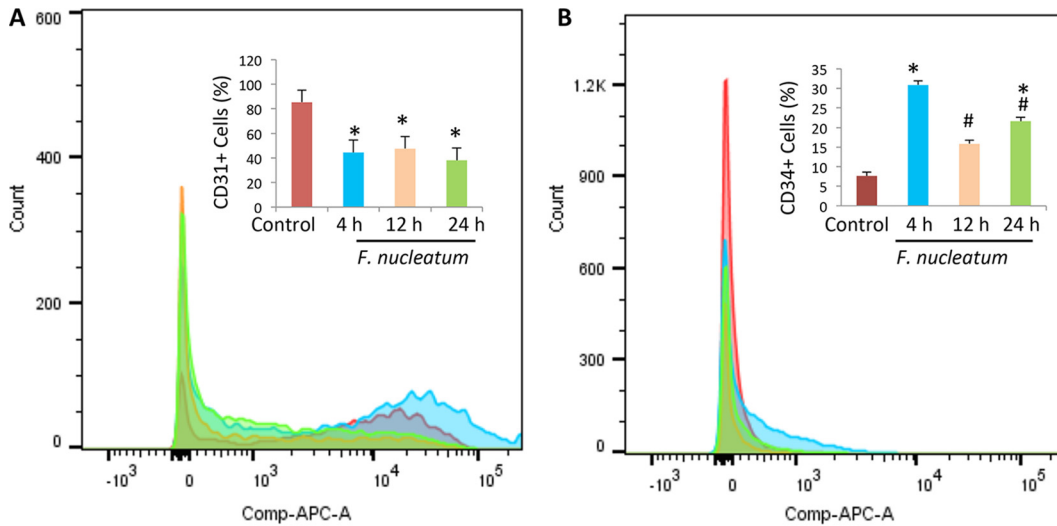 A
600
400
200
0
Count
-10³ 0 10³ 10⁴ 10⁵
Comp-APC-A
120
100
80
60
40
20
0
CD31+ Cells (%)
* * *
Control 4 h 12 h 24 h
F. nucleatum
B
1.2K
900
600
300
0
Count
-10³ 0 10³ 10⁴ 10⁵
Comp-APC-A
35
30
25
20
15
10
5
0
CD34+ Cells (%)
* *
# #
Control 4 h 12 h 24 h
F. nucleatum